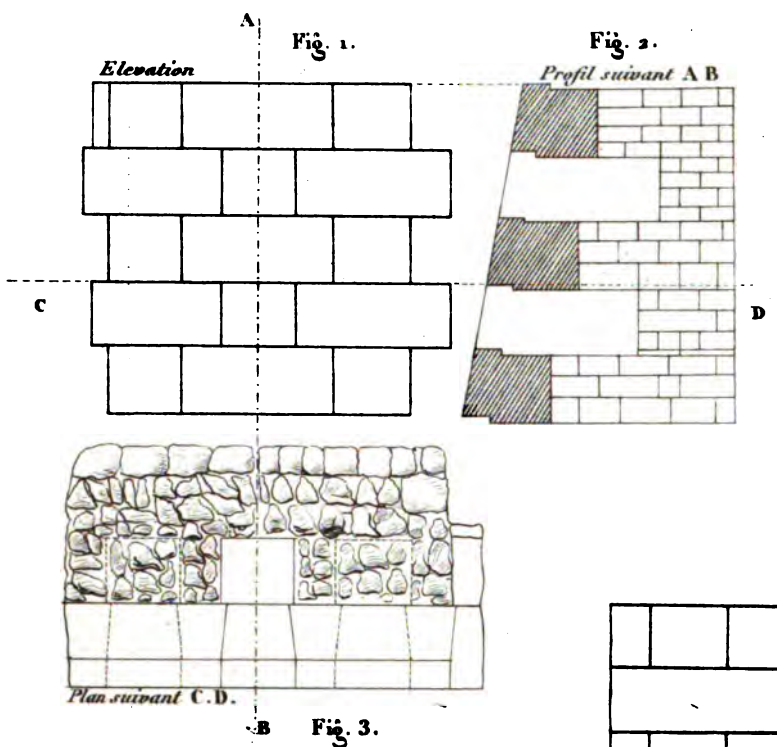 A
Fig. 1.
Fig. 2.
Elevation
Profil suivant A B
C
D
Plan suivant C.D.
B
Fig. 3.